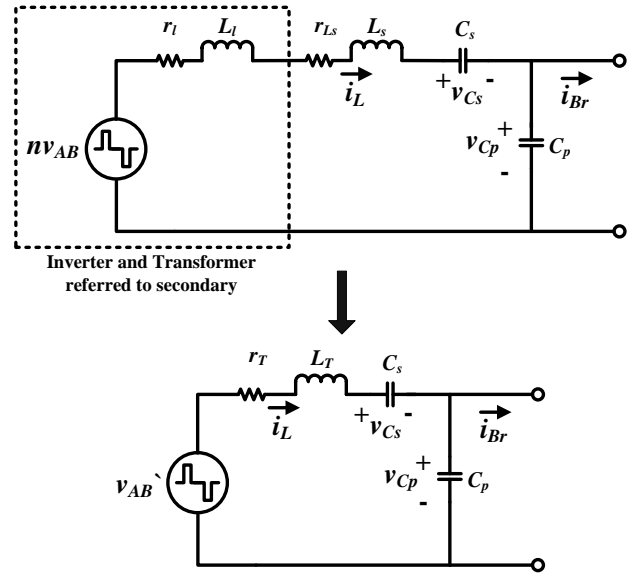 r_l L_l r_Ls L_s C_s
i_L + v_Cs - i_Br
nv_AB v_Cp + - C_p
Inverter and Transformer
referred to secondary
r_T L_T C_s
i_L + v_Cs - i_Br
v_AB` v_Cp + - C_p